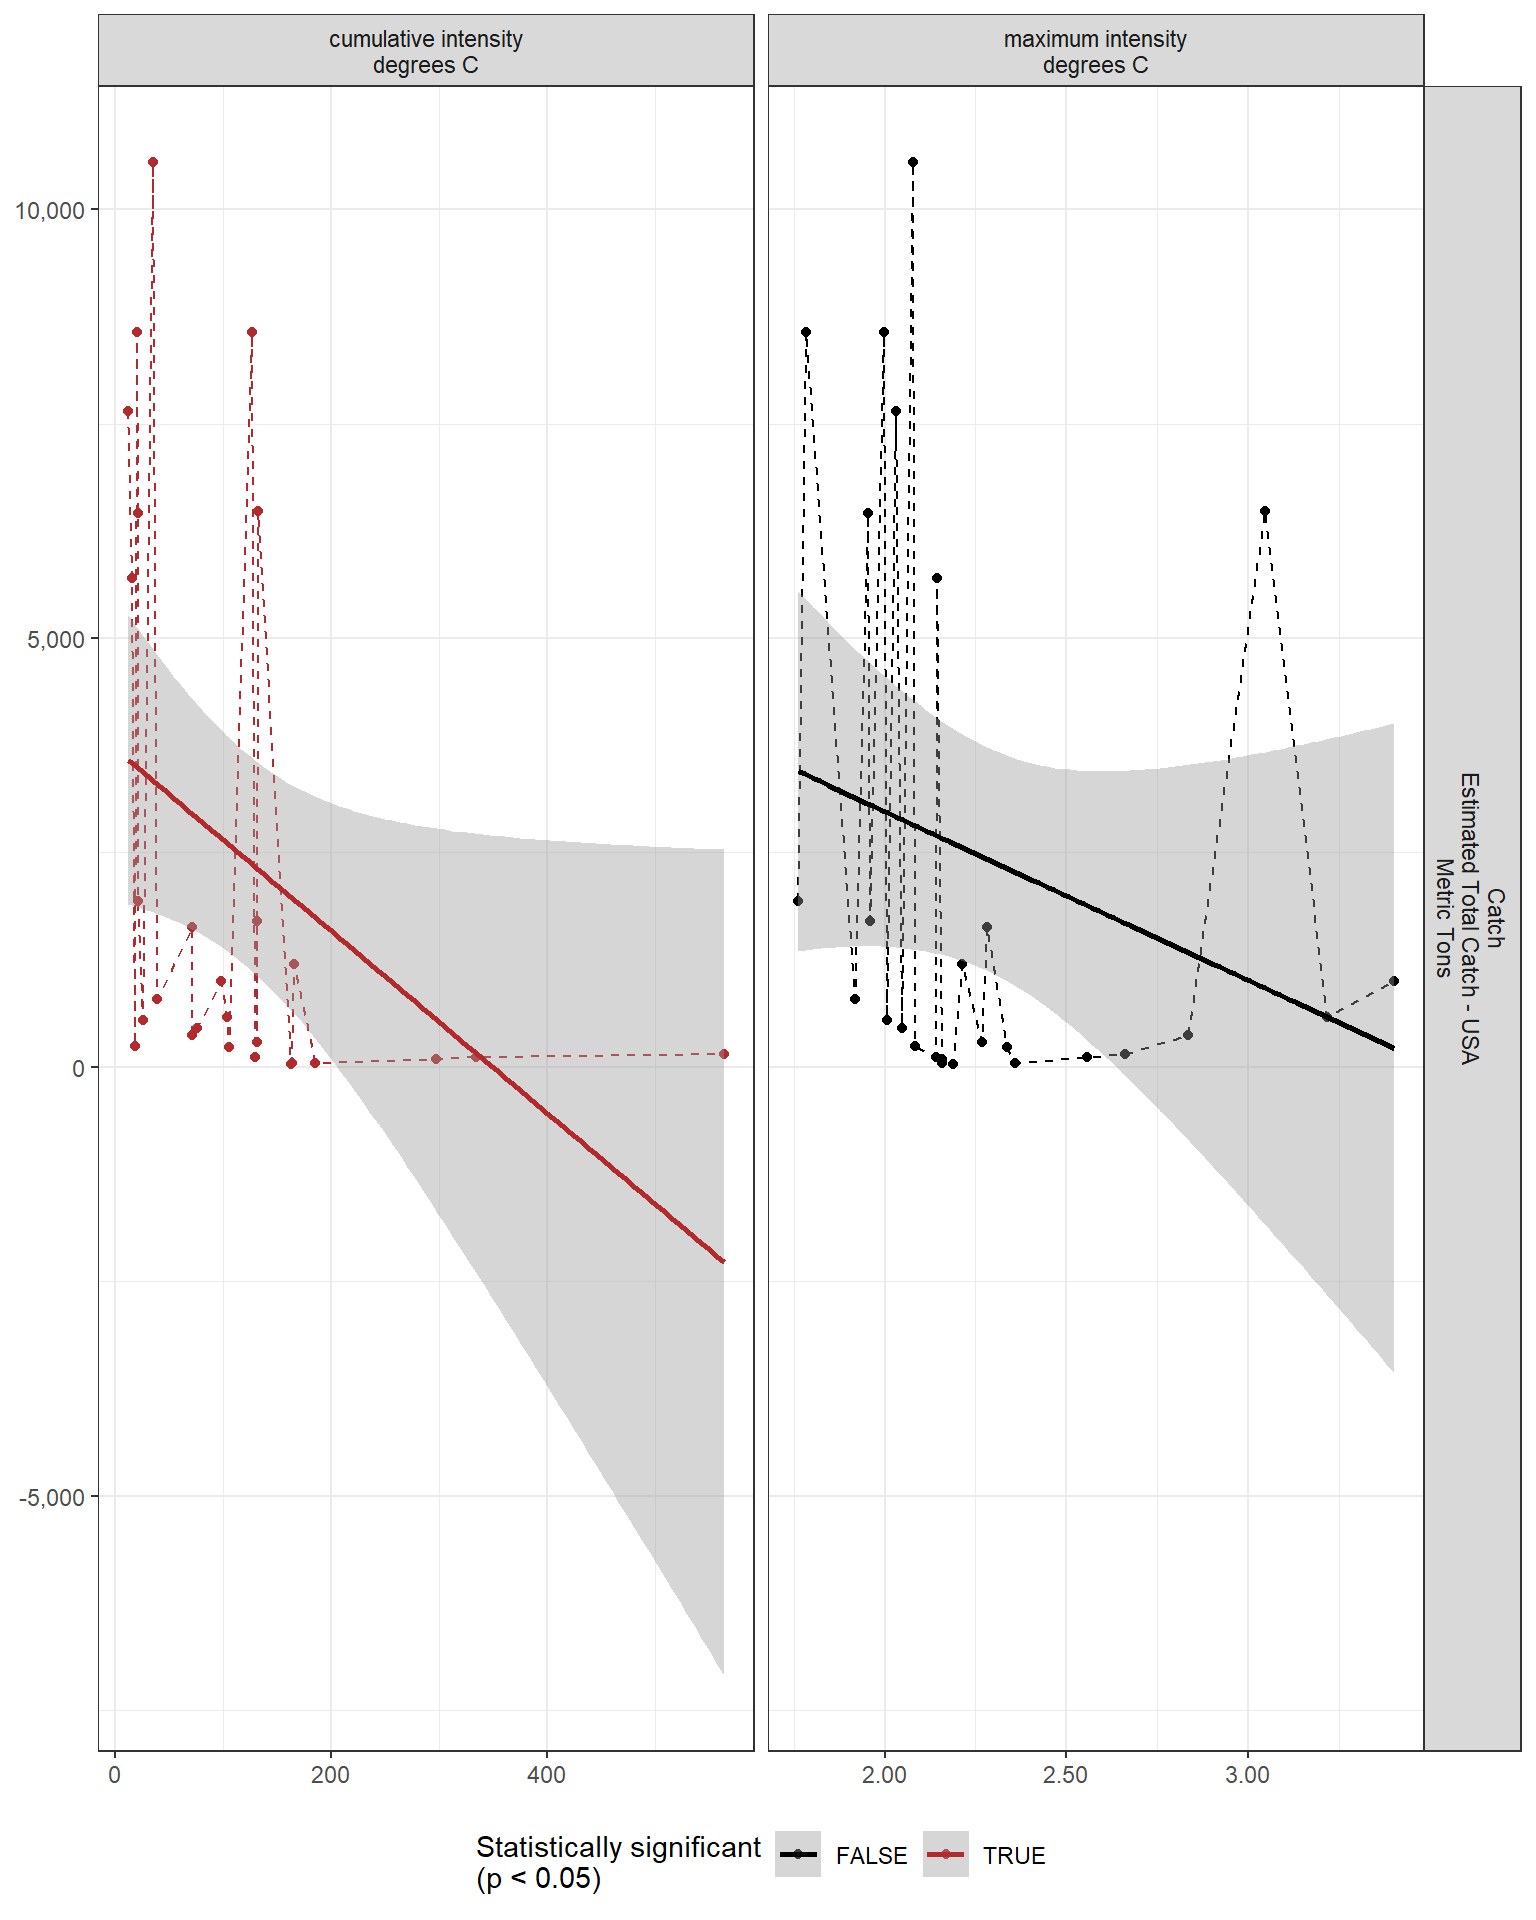 cumulative intensity
degrees C
maximum intensity
degrees C
10,000
5,000
0
-5,000
Catch
Estimated Total Catch - USA
Metric Tons
0
200
400
2.00
2.50
3.00
Statistically significant
(p < 0.05)
FALSE
TRUE